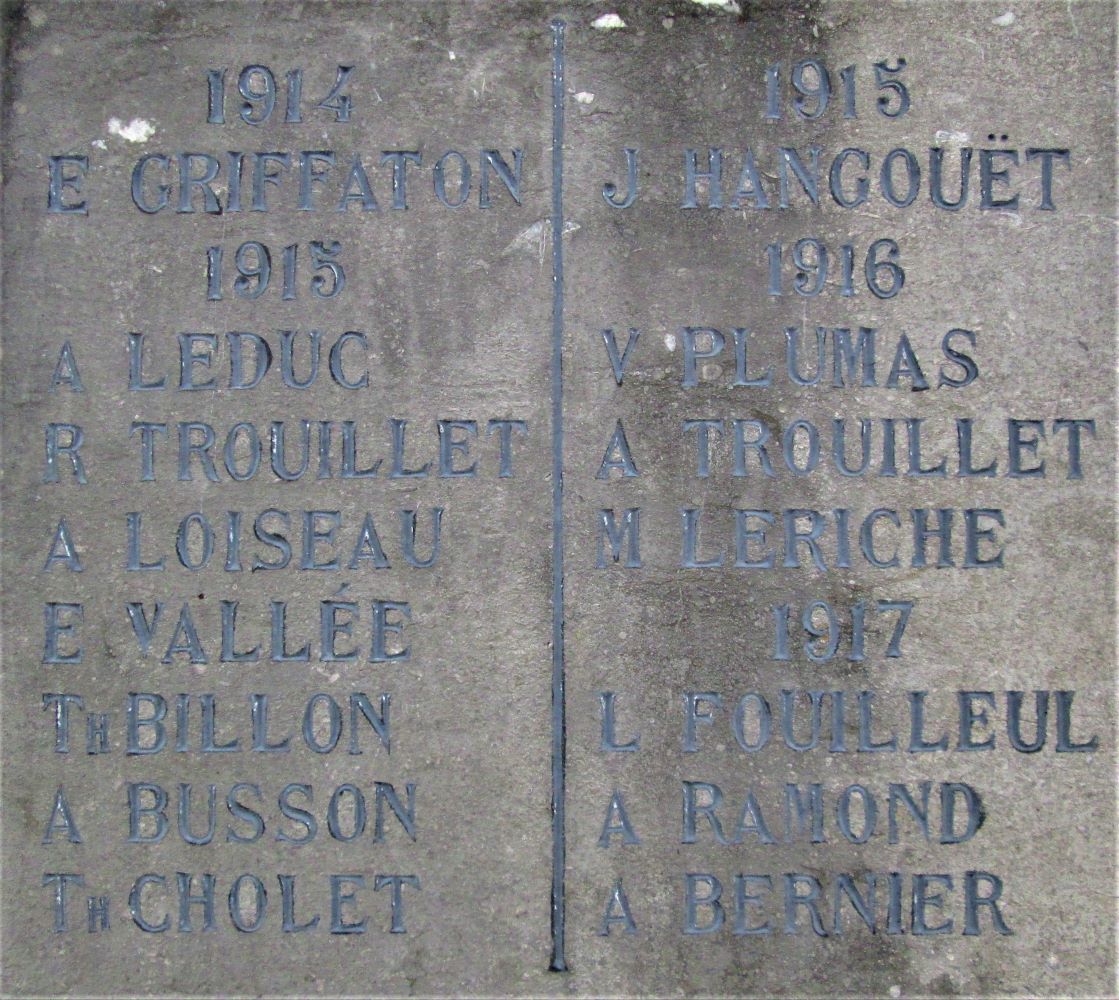 1914
E GRIFFATON
1915
A LEDUC
R TROUILLET
A LOISEAU
E VALLÉE
TH BILLON
A BUSSON
TH CHOLET
1915
J HANGOUËT
1916
V PLUMAS
A TROUILLET
M LERICHE
1917
L FOUILLEUL
A RAMOND
A BERNIER